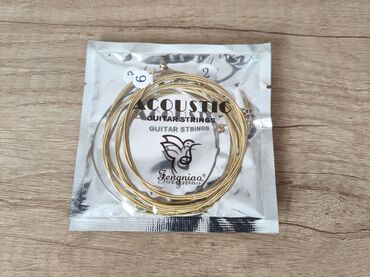 6
2
ACOUSTIC
GUITAR STRINGS
GUITAR STRINGS
Fengniao